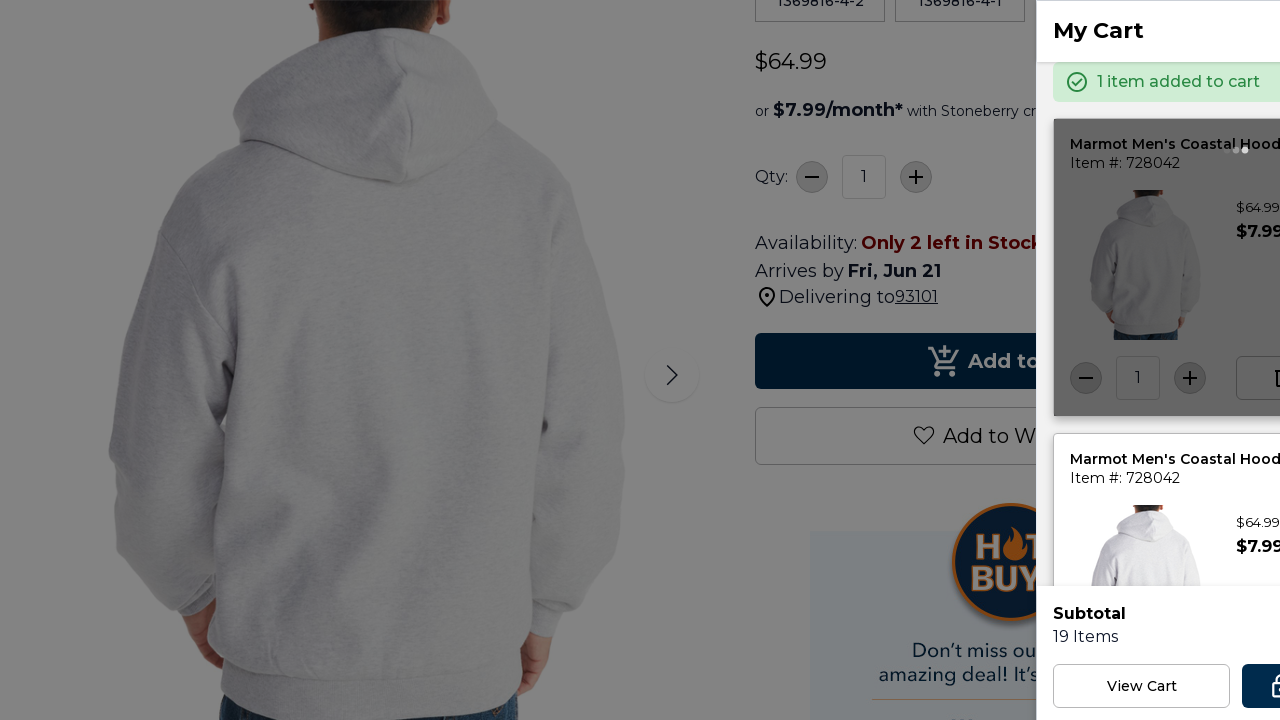 1369816-4-2
1369816-4-1
$64.99
or $7.99/month* with Stoneberry cr
Qty:
1
Availability: Only 2 left in Stock
Arrives by Fri, Jun 21
Delivering to 93101
Add to
Add to W
HOT
BUY
Don't miss ou
amazing deal! It's
My Cart
1 item added to cart
Marmot Men's Coastal Hood
Item #: 728042
$64.99
$7.99
1
Marmot Men's Coastal Hood
Item #: 728042
$64.99
$7.99
Subtotal
19 Items
View Cart